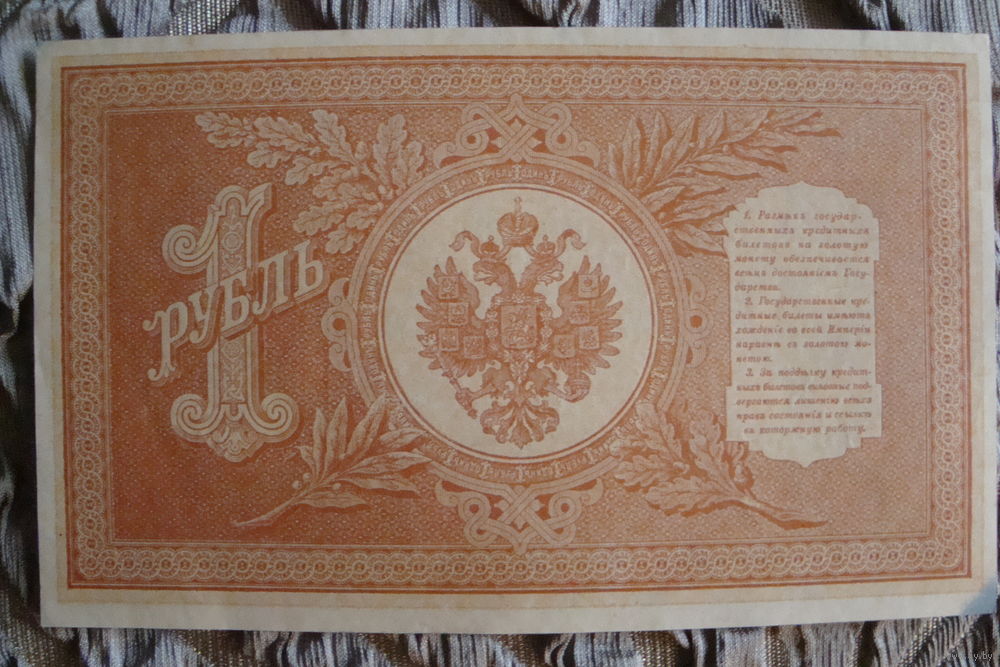 1
РУБЛЬ
1. Размѣнъ государ-
ственныхъ кредитныхъ
билетовъ на золотую
монету обезпечивается
всѣмъ достояніемъ Госу-
дарства.
2. Государственные кре-
дитные билеты имѣютъ
хожденіе во всей Имперіи
наравнѣ съ золотою мо-
нетою.
3. За поддѣлку кредит-
ныхъ билетовъ виновные под-
вергаются лишенію всѣхъ
правъ состоянія и ссылкѣ
въ каторжную работу.